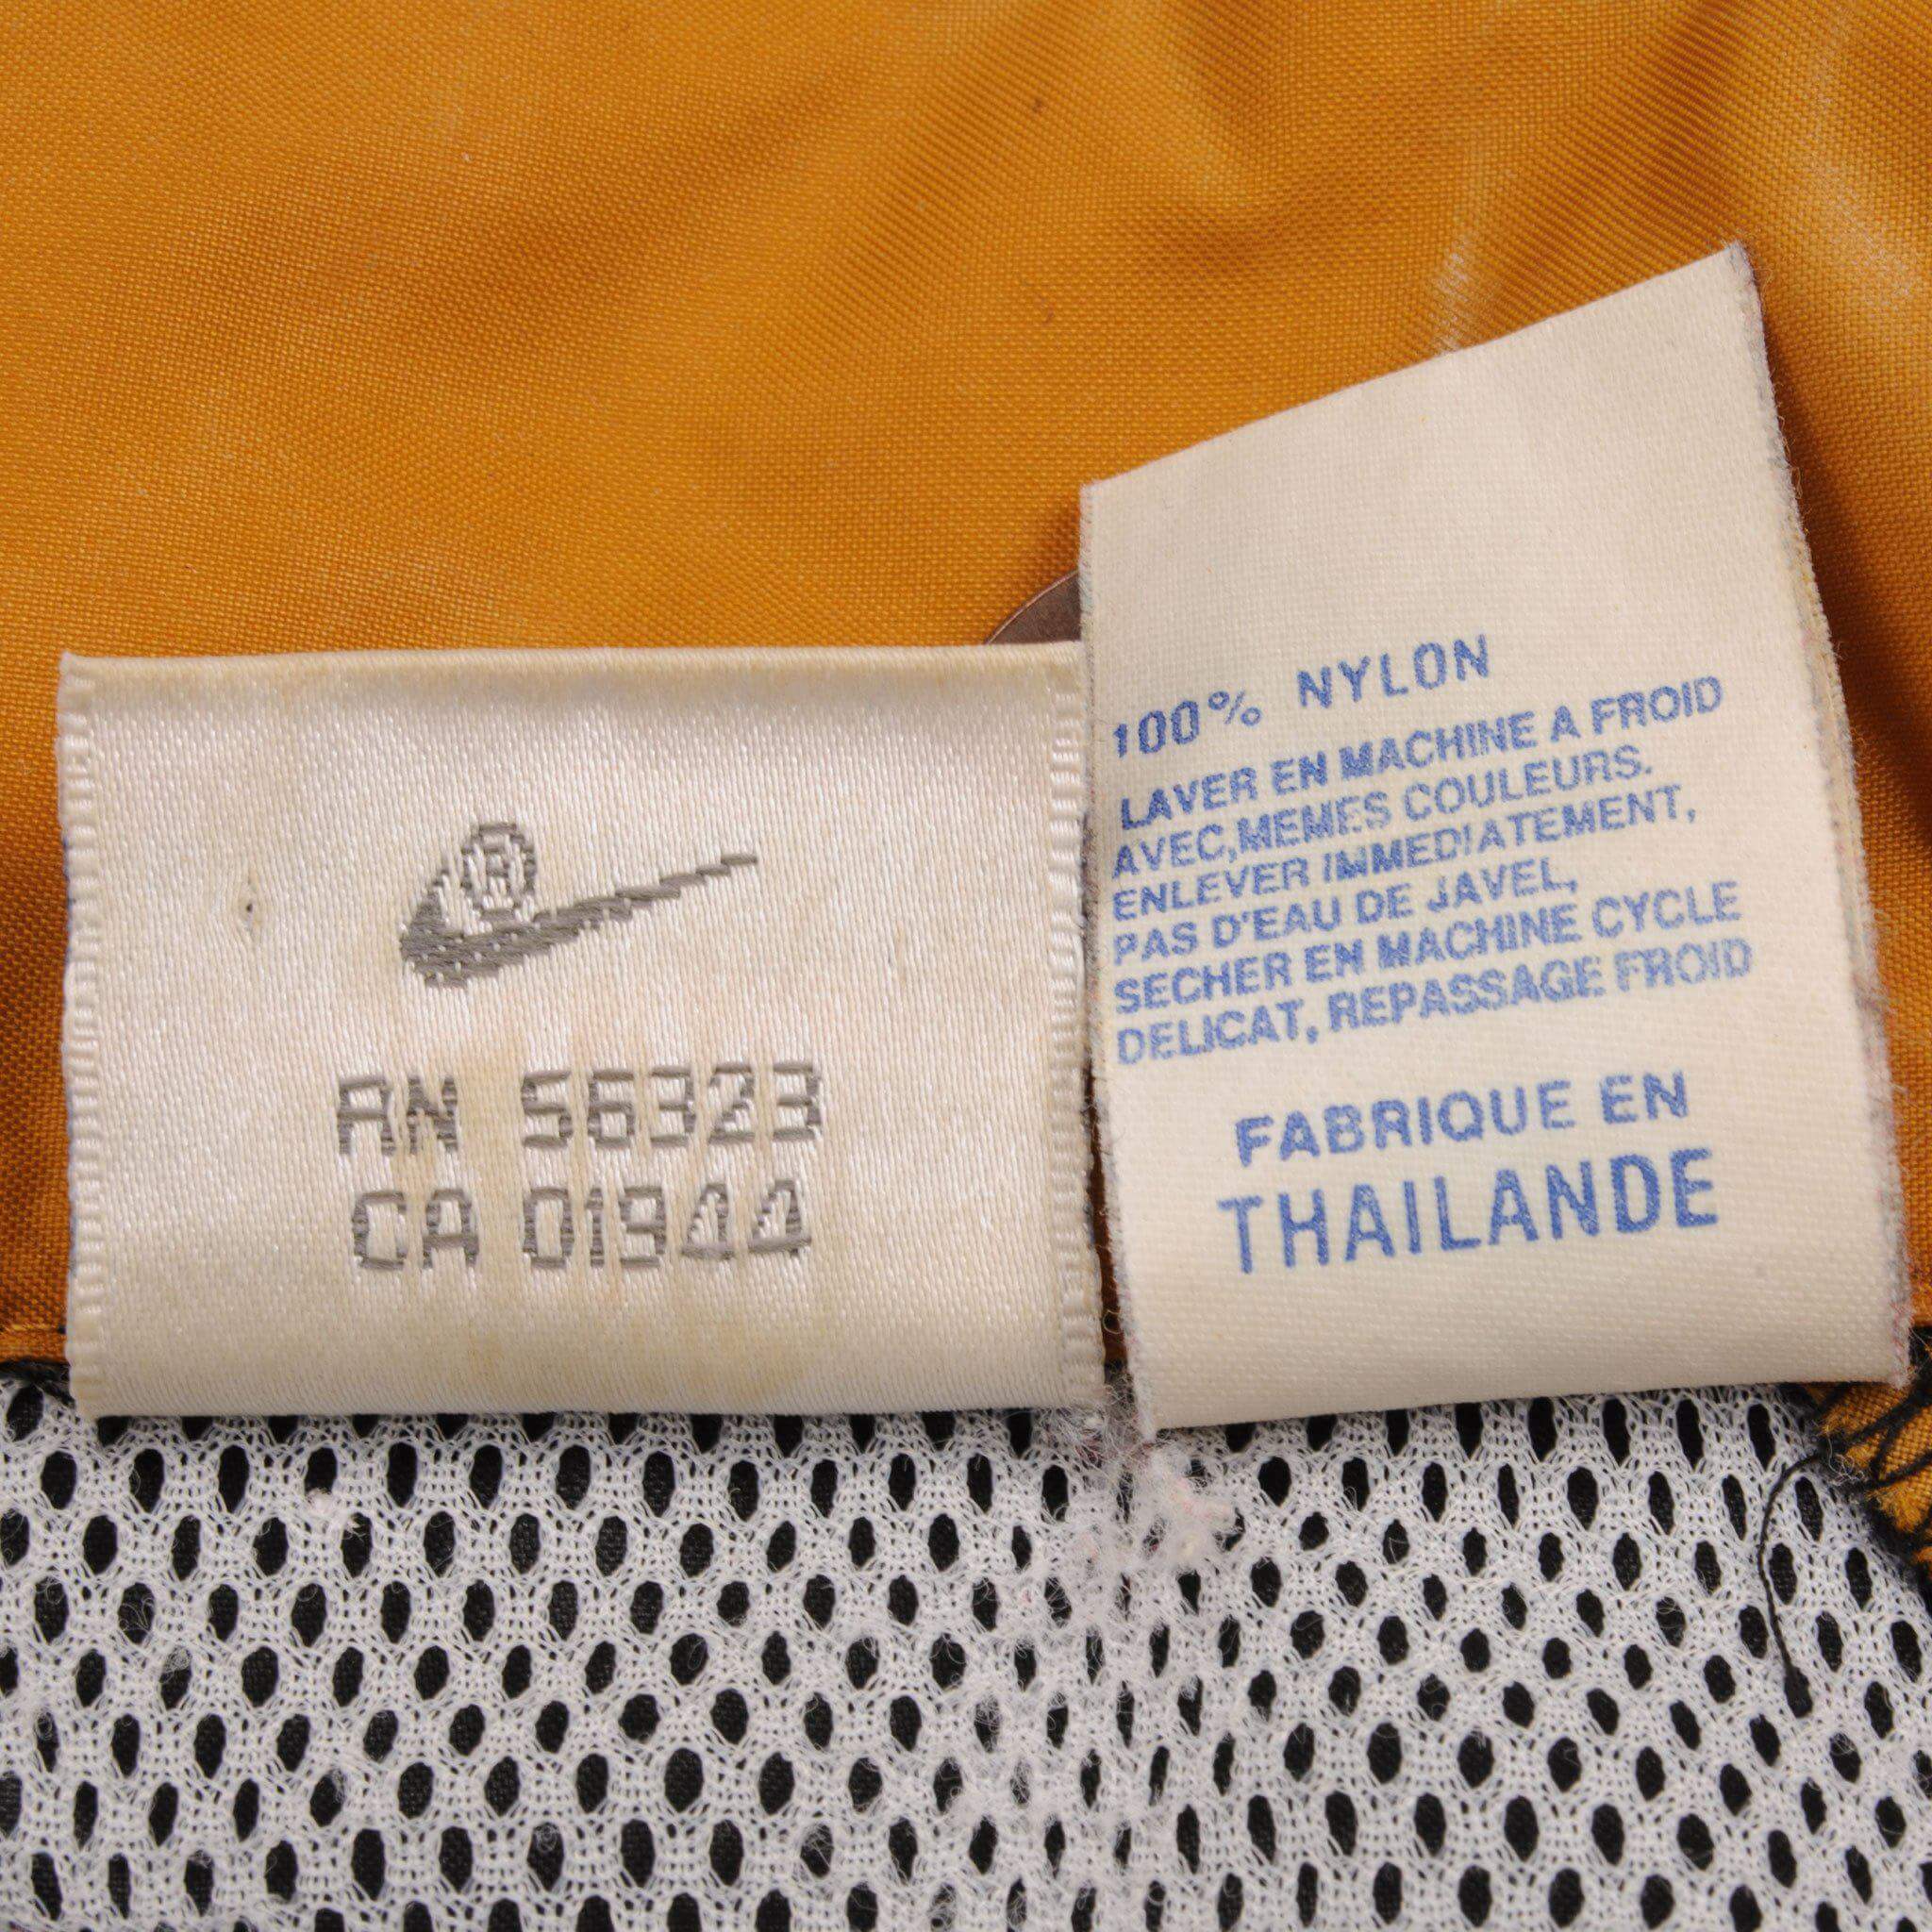 ®
RN 56323
CA 01944
100% NYLON
LAVER EN MACHINE A FROID
AVEC,MEMES COULEURS.
ENLEVER IMMEDIATEMENT,
PAS D'EAU DE JAVEL,
SECHER EN MACHINE CYCLE
DELICAT, REPASSAGE FROID
FABRIQUE EN
THAILANDE